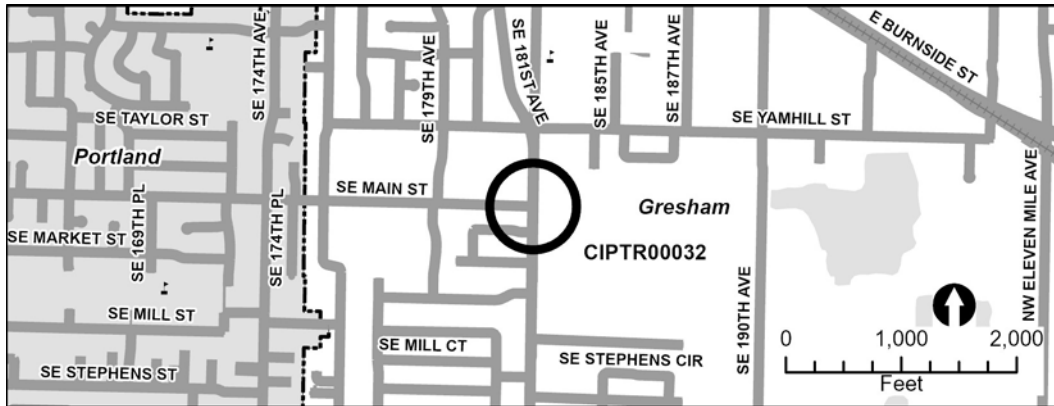 E BURNSIDE ST
SE 174TH AVE
SE 179TH AVE
SE 181ST AVE
SE 185TH AVE
SE 187TH AVE
SE TAYLOR ST
SE YAMHILL ST
Portland
SE MAIN ST
Gresham
SE 169TH PL
SE 174TH PL
SE MARKET ST
CIPTR00032
SE 190TH AVE
NW ELEVEN MILE AVE
SE MILL ST
SE MILL CT
SE STEPHENS CIR
SE STEPHENS ST
0 1,000 2,000
Feet